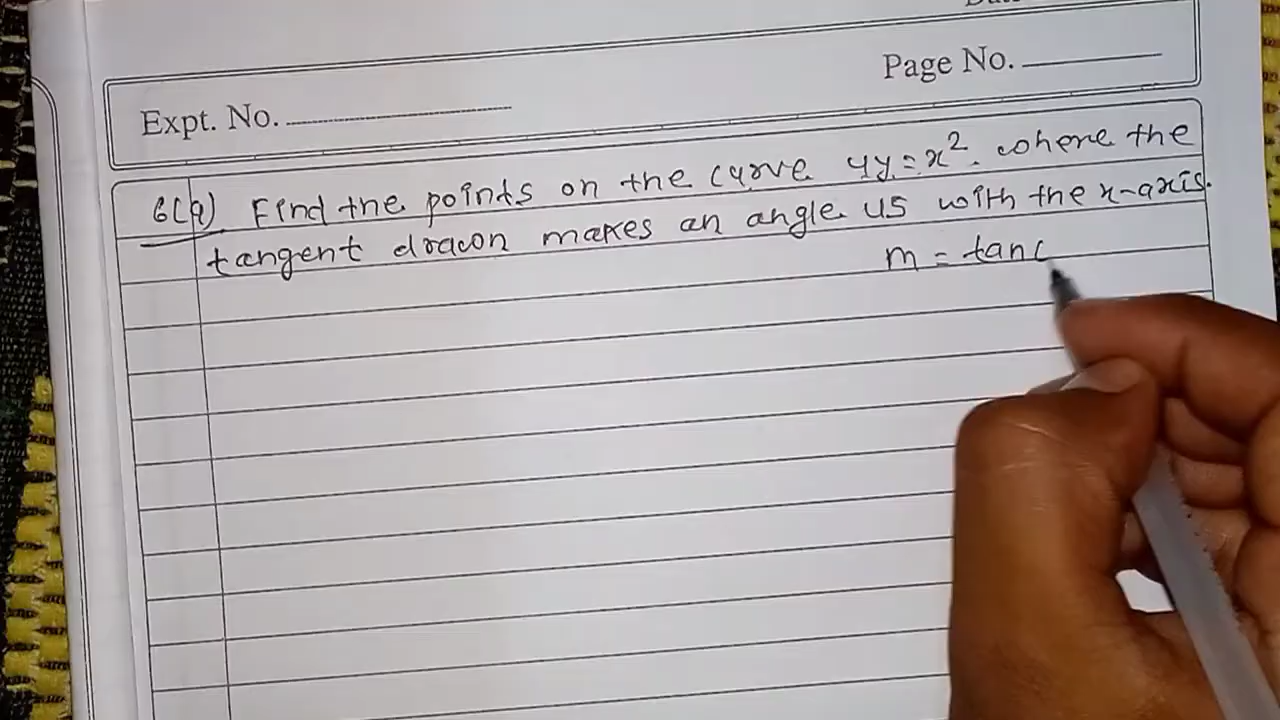 Page No.
Expt. No.
6(a) Find the points on the curve 4y = x². where the
tangent drawn makes an angle 45 with the x-axis.
m = tan